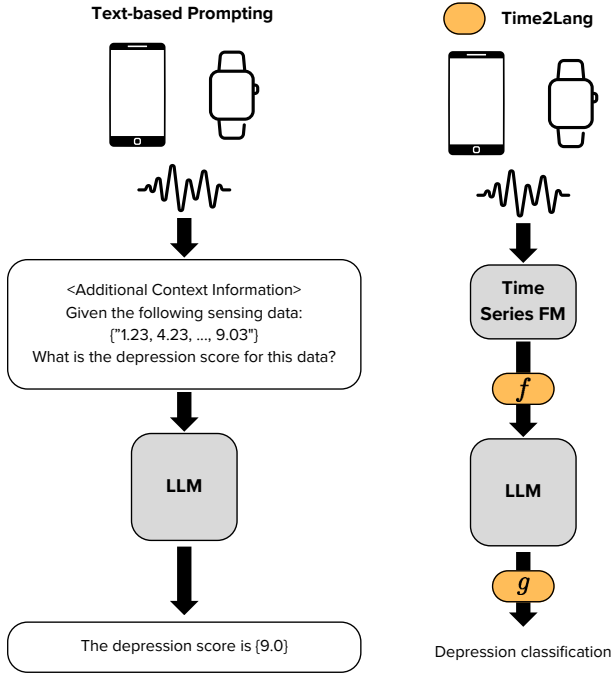 Text-based Prompting
<Additional Context Information>
Given the following sensing data:
{"1.23, 4.23, ..., 9.03"}
What is the depression score for this data?
LLM
The depression score is {9.0}
Time2Lang
Time
Series FM
f
LLM
g
Depression classification